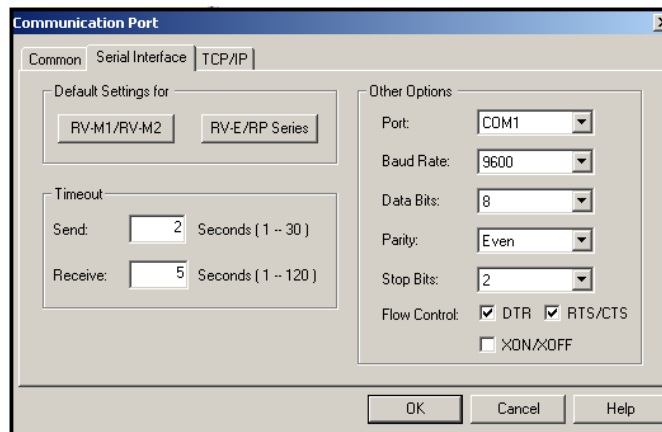 Communication Port
Common Serial Interface TCP/IP
Default Settings for
RV-M1/RV-M2 RV-E/RP Series
Timeout
Send: 2 Seconds ( 1 -- 30 )
Receive: 5 Seconds ( 1 -- 120 )
Other Options
Port: COM1
Baud Rate: 9600
Data Bits: 8
Parity: Even
Stop Bits: 2
Flow Control: DTR RTS/CTS
XON/XOFF
OK Cancel Help